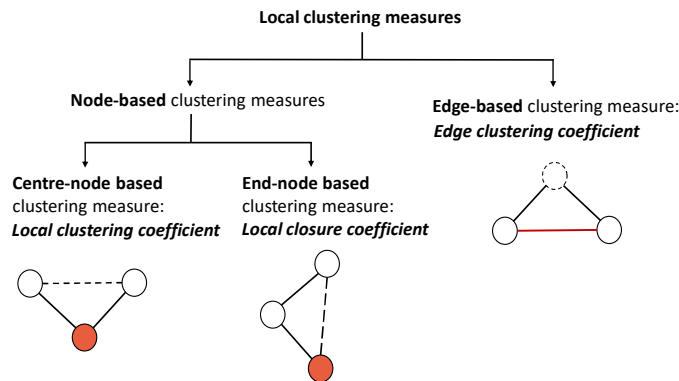 Local clustering measures
Node-based clustering measures
Edge-based clustering measure:
Edge clustering coefficient
Centre-node based
clustering measure:
Local clustering coefficient
End-node based
clustering measure:
Local closure coefficient